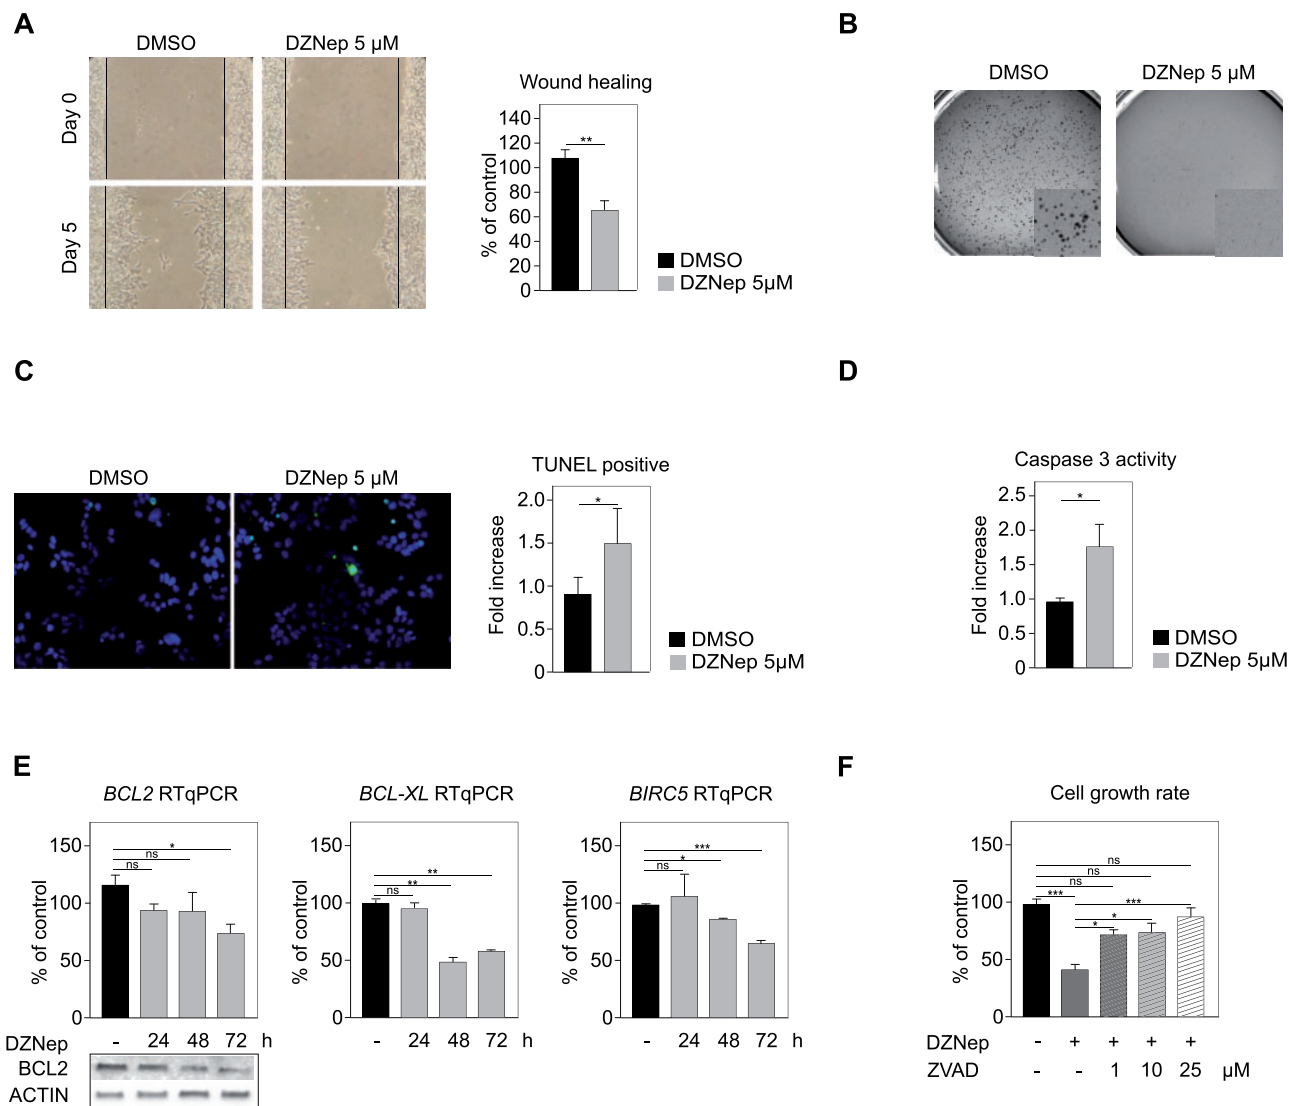 A
DMSO
DZNep 5 µM
Day 0
Day 5
Wound healing
% of control
140
120
100
80
60
40
20
0
**
DMSO
DZNep 5µM
B
DMSO
DZNep 5 µM
C
DMSO
DZNep 5 µM
TUNEL positive
Fold increase
2.0
1.5
1.0
0.5
0
*
DMSO
DZNep 5µM
D
Caspase 3 activity
Fold increase
2.5
2.0
1.5
1.0
0.5
0
*
DMSO
DZNep 5µM
E
BCL2 RTqPCR
% of control
150
100
50
0
*
ns
ns
BCL-XL RTqPCR
% of control
150
100
50
0
**
**
ns
BIRC5 RTqPCR
% of control
150
100
50
0
***
*
ns
DZNep - 24 48 72 h
- 24 48 72 h
- 24 48 72 h
BCL2
ACTIN
F
Cell growth rate
% of control
150
100
50
0
ns
ns
ns
***
***
*
*
DZNep - + + + +
ZVAD - - 1 10 25 µM